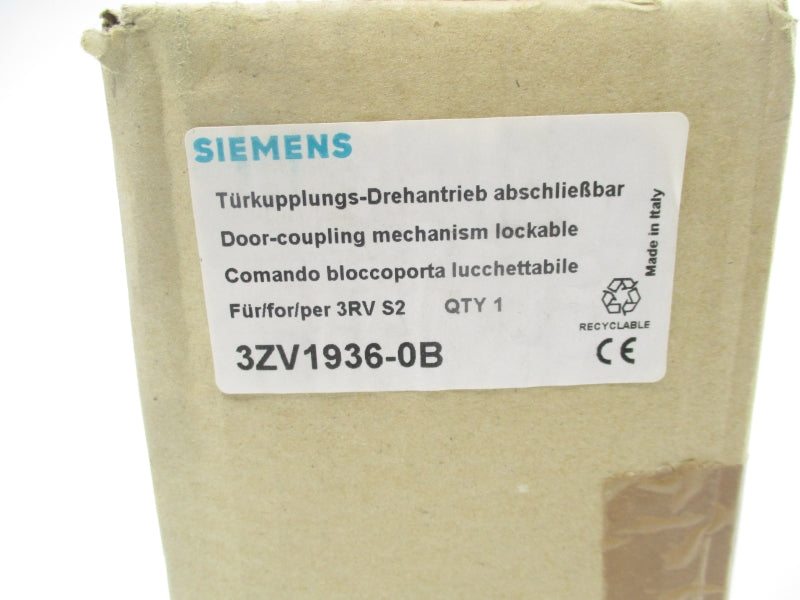 SIEMENS
Türkupplungs-Drehantrieb abschließbar
Door-coupling mechanism lockable
Comando bloccoporta lucchettabile
Für/for/per 3RV S2 QTY 1
3ZV1936-0B
Made in Italy
RECYCLABLE
CE